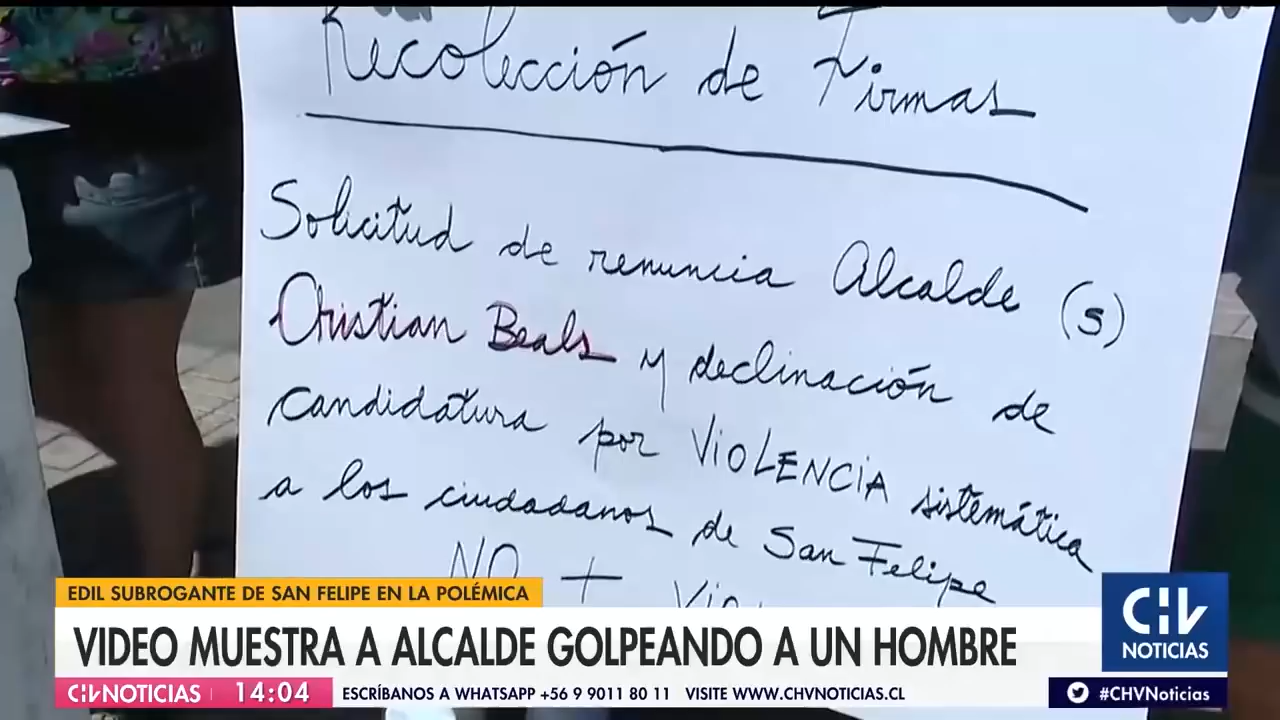 Recolección de Firmas
Solicitud de renuncia Alcalde (s)
Christian Beals y declinación de
candidatura por VIOLENCIA sistemática
a los ciudadanos de San Felipe
NO +
EDIL SUBROGANTE DE SAN FELIPE EN LA POLÉMICA
VIDEO MUESTRA A ALCALDE GOLPEANDO A UN HOMBRE
CHV NOTICIAS
CHVNOTICIAS 14:04 ESCRÍBANOS A WHATSAPP +56 9 9011 80 11 VISITE WWW.CHVNOTICIAS.CL
#CHVNoticias